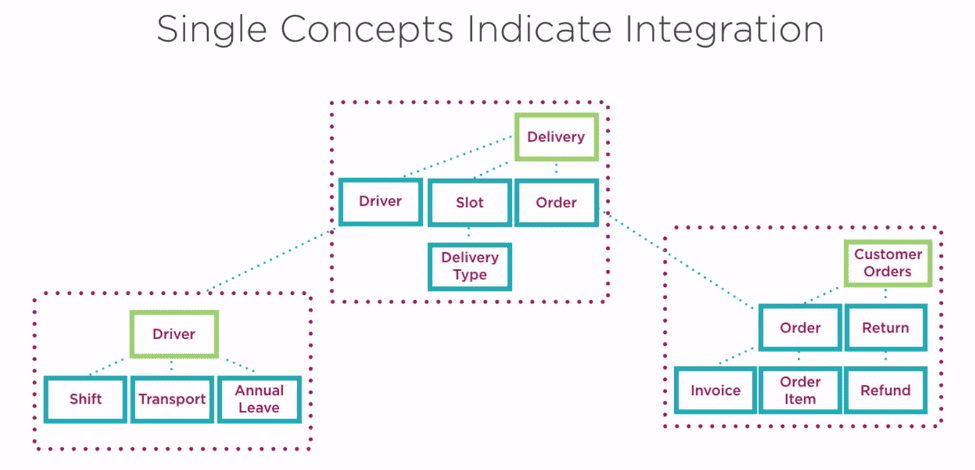 Single Concepts Indicate Integration
Delivery
Driver
Slot
Order
Delivery
Type
Driver
Shift
Transport
Annual
Leave
Customer
Orders
Order
Return
Invoice
Order
Item
Refund